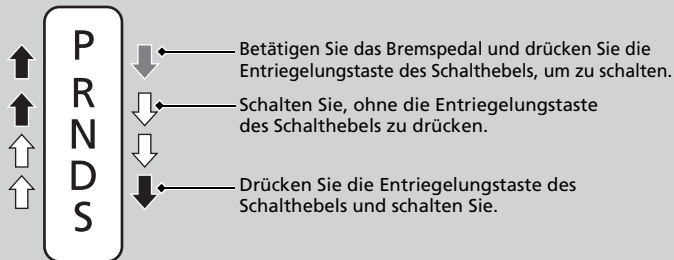 P
R
N
D
S
Betätigen Sie das Bremspedal und drücken Sie die
Entriegelungstaste des Schalthebels, um zu schalten.
Schalten Sie, ohne die Entriegelungstaste
des Schalthebels zu drücken.
Drücken Sie die Entriegelungstaste des
Schalthebels und schalten Sie.